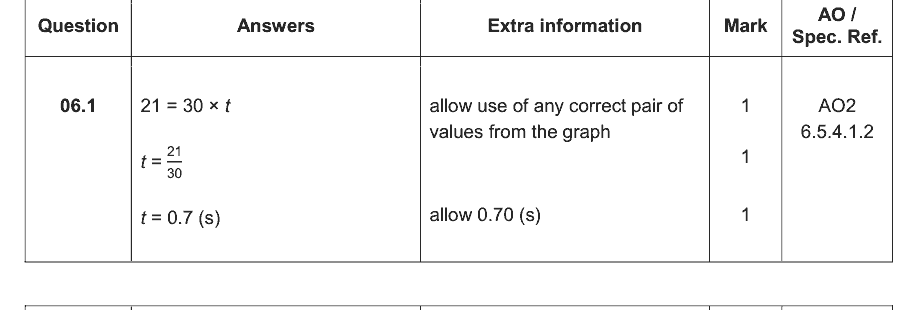 Question Answers Extra information Mark AO /
Spec. Ref.
06.1 21 = 30 × t allow use of any correct pair of 1 AO2
values from the graph 6.5.4.1.2
t = 21/30 1
t = 0.7 (s) allow 0.70 (s) 1